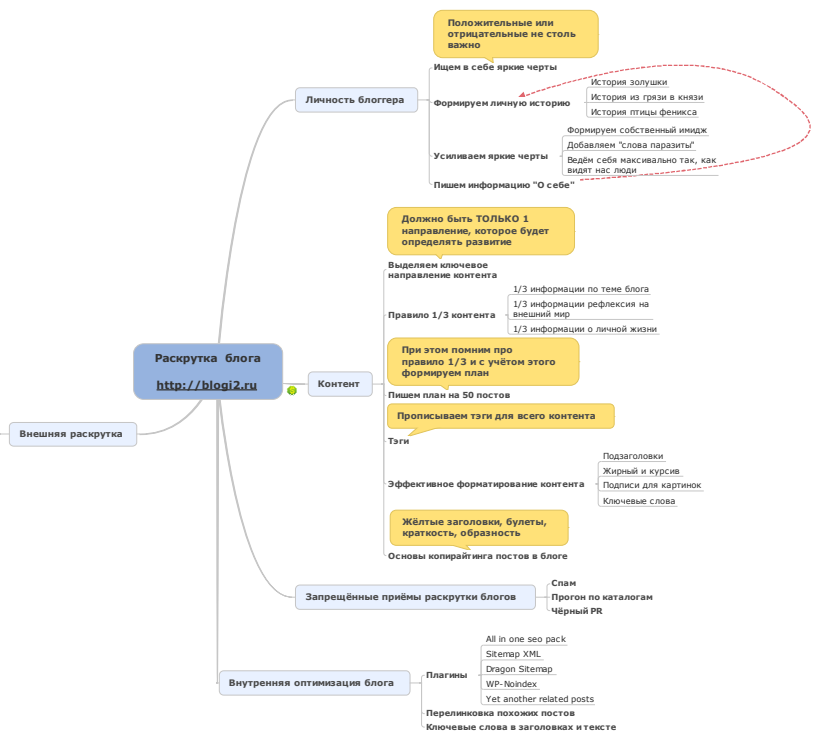 Положительные или
отрицательные не столь
важно
Ищем в себе яркие черты
Личность блоггера
Формируем личную историю
История золушки
История из грязи в князи
История птицы феникса
Усиливаем яркие черты
Формируем собственный имидж
Добавляем "слова паразиты"
Ведём себя максивально так, как
видят нас люди
Пишем информацию "О себе"
Должно быть ТОЛЬКО 1
направление, которое будет
определять развитие
Выделяем ключевое
направление контента
Правило 1/3 контента
1/3 информации по теме блога
1/3 информации рефлексия на
внешний мир
1/3 информации о личной жизни
Раскрутка блога
http://blogi2.ru
Контент
При этом помним про
правило 1/3 и с учётом этого
формируем план
Пишем план на 50 постов
Прописываем тэги для всего контента
Тэги
Внешняя раскрутка
Эффективное форматирование контента
Подзаголовки
Жирный и курсив
Подписи для картинок
Ключевые слова
Жёлтые заголовки, булеты,
краткость, образность
Основы копирайтинга постов в блоге
Запрещённые приёмы раскрутки блогов
Спам
Прогон по каталогам
Чёрный PR
Внутренняя оптимизация блога
Плагины
All in one seo pack
Sitemap XML
Dragon Sitemap
WP-Noindex
Yet another related posts
Перелинковка похожих постов
Ключевые слова в заголовках и тексте